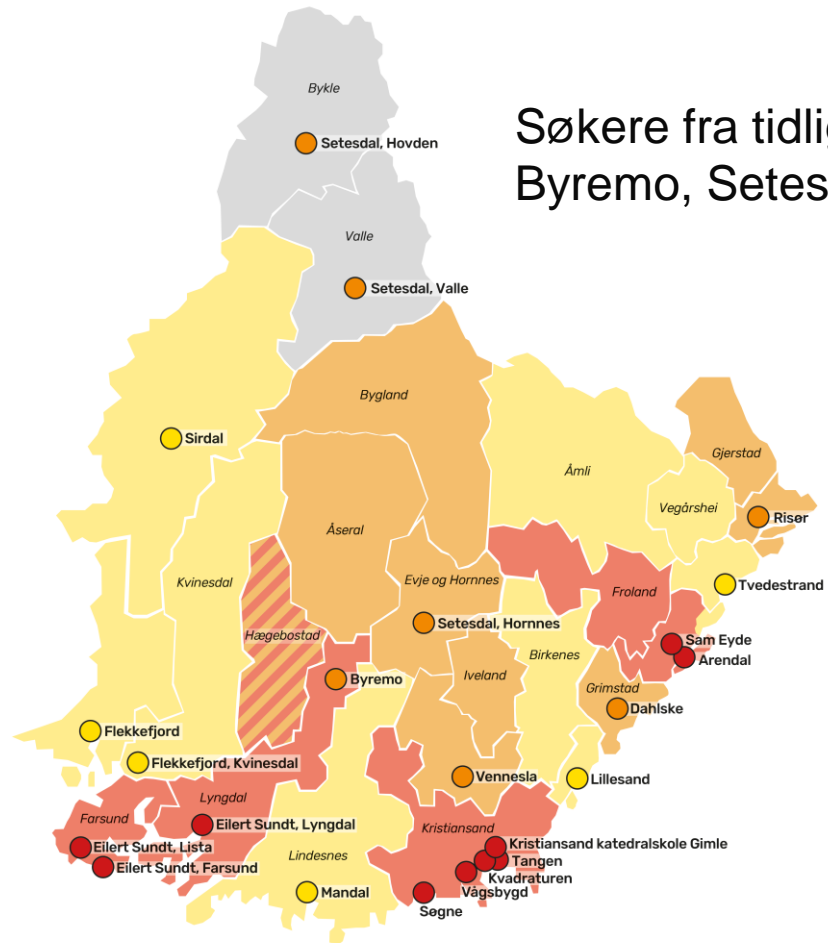 Bykle
Søkere fra tidlig
Setesdal, Hovden
Byremo, Setes
Valle
Setesdal, Valle
Bygland
Sirdal
Gjerstad
Åmli
Vegårshei
Risør
Åseral
Kvinesdal
Evje og Hornnes
Froland
Tvedestrand
Hægebostad
Setesdal, Hornnes
Sam Eyde
Birkenes
Arendal
Byremo
Iveland
Grimstad
Dahlske
Flekkefjord
Flekkefjord, Kvinesdal
Vennesla
Lillesand
Lyngdal
Farsund
Eilert Sundt, Lyngdal
Kristiansand
Kristiansand katedralskole Gimle
Eilert Sundt, Lista
Lindesnes
Tangen
Eilert Sundt, Farsund
Kvadraturen
Vågsbygd
Mandal
Søgne